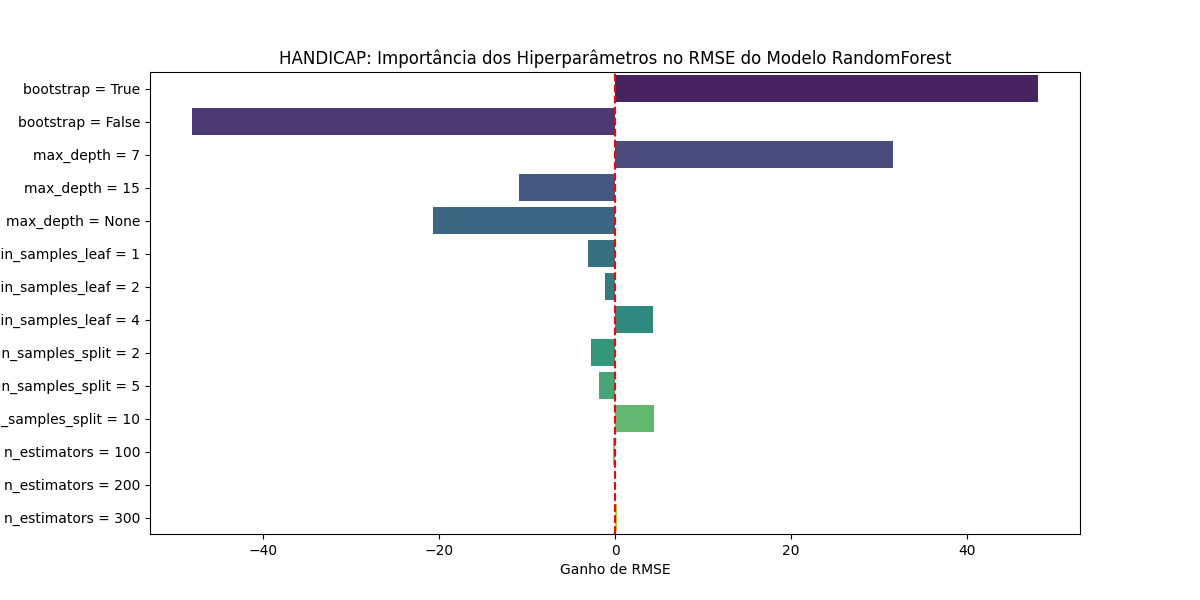 HANDICAP: Importância dos Hiperparâmetros no RMSE do Modelo RandomForest
bootstrap = True
bootstrap = False
max_depth = 7
max_depth = 15
max_depth = None
in_samples_leaf = 1
in_samples_leaf = 2
in_samples_leaf = 4
n_samples_split = 2
n_samples_split = 5
_samples_split = 10
n_estimators = 100
n_estimators = 200
n_estimators = 300
−40 −20 0 20 40
Ganho de RMSE